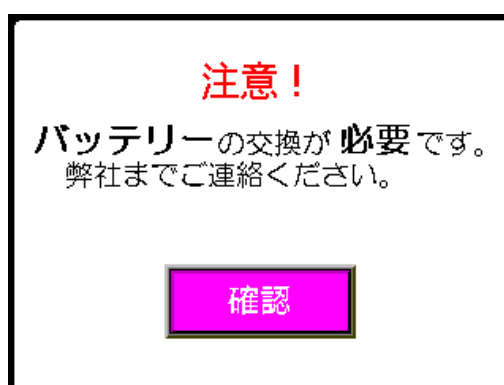 注意！
バッテリーの交換が必要です。
弊社までご連絡ください。
確認